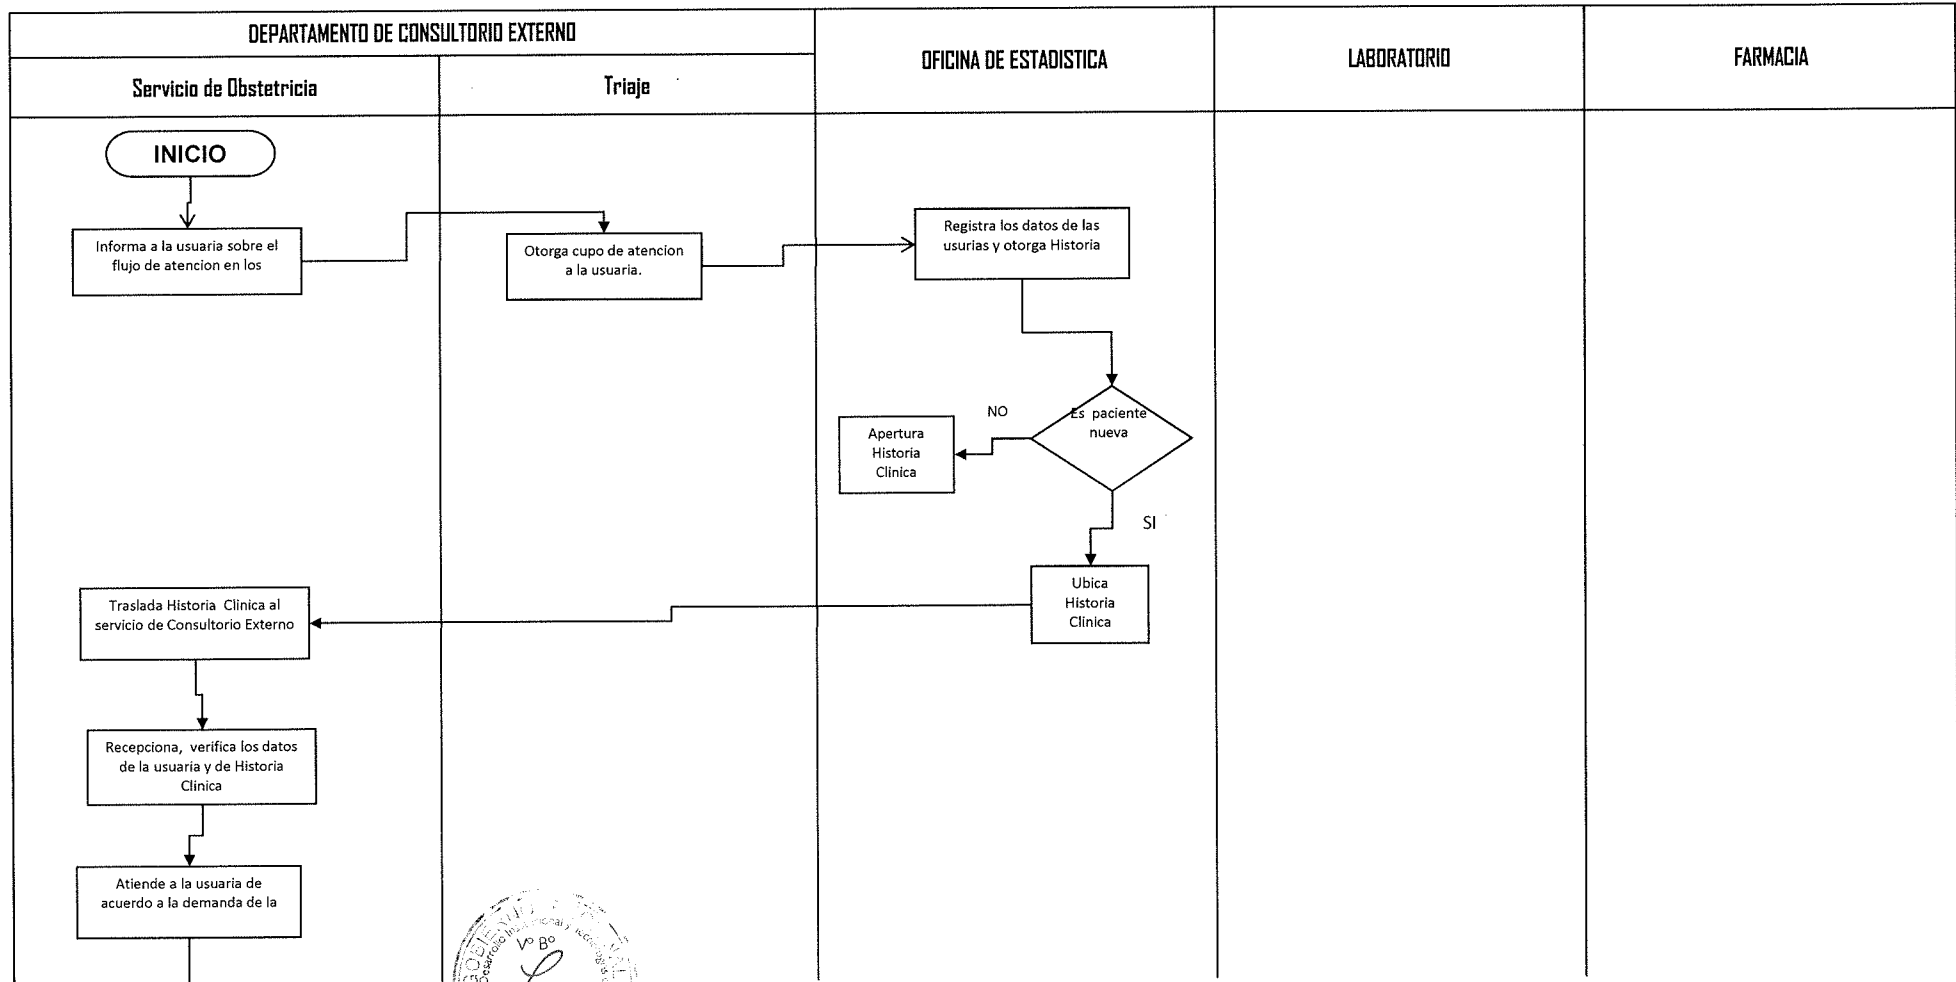 DEPARTAMENTO DE CONSULTORIO EXTERNO
OFICINA DE ESTADISTICA
LABORATORIO
FARMACIA
Servicio de Obstetricia
Triaje
INICIO
Informa a la usuaria sobre el
flujo de atencion en los
Otorga cupo de atencion
a la usuaria.
Registra los datos de las
usurias y otorga Historia
Es paciente
nueva
NO
Apertura
Historia
Clinica
SI
Ubica
Historia
Clinica
Traslada Historia Clinica al
servicio de Consultorio Externo
Recepciona, verifica los datos
de la usuaria y de Historia
Clinica
Atiende a la usuaria de
acuerdo a la demanda de la
Vº Bº